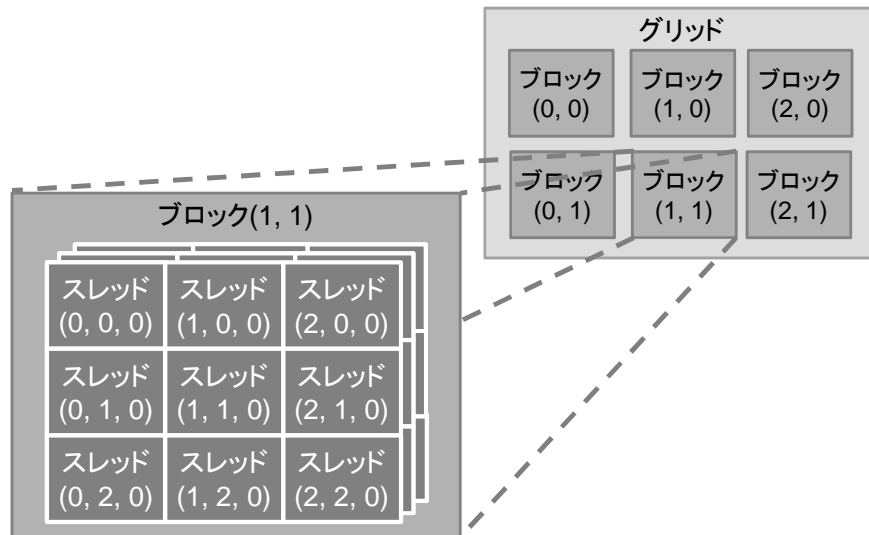 グリッド
ブロック
(0, 0)
ブロック
(1, 0)
ブロック
(2, 0)
ブロック
(0, 1)
ブロック
(1, 1)
ブロック
(2, 1)
ブロック(1, 1)
スレッド
(0, 0, 0)
スレッド
(1, 0, 0)
スレッド
(2, 0, 0)
スレッド
(0, 1, 0)
スレッド
(1, 1, 0)
スレッド
(2, 1, 0)
スレッド
(0, 2, 0)
スレッド
(1, 2, 0)
スレッド
(2, 2, 0)